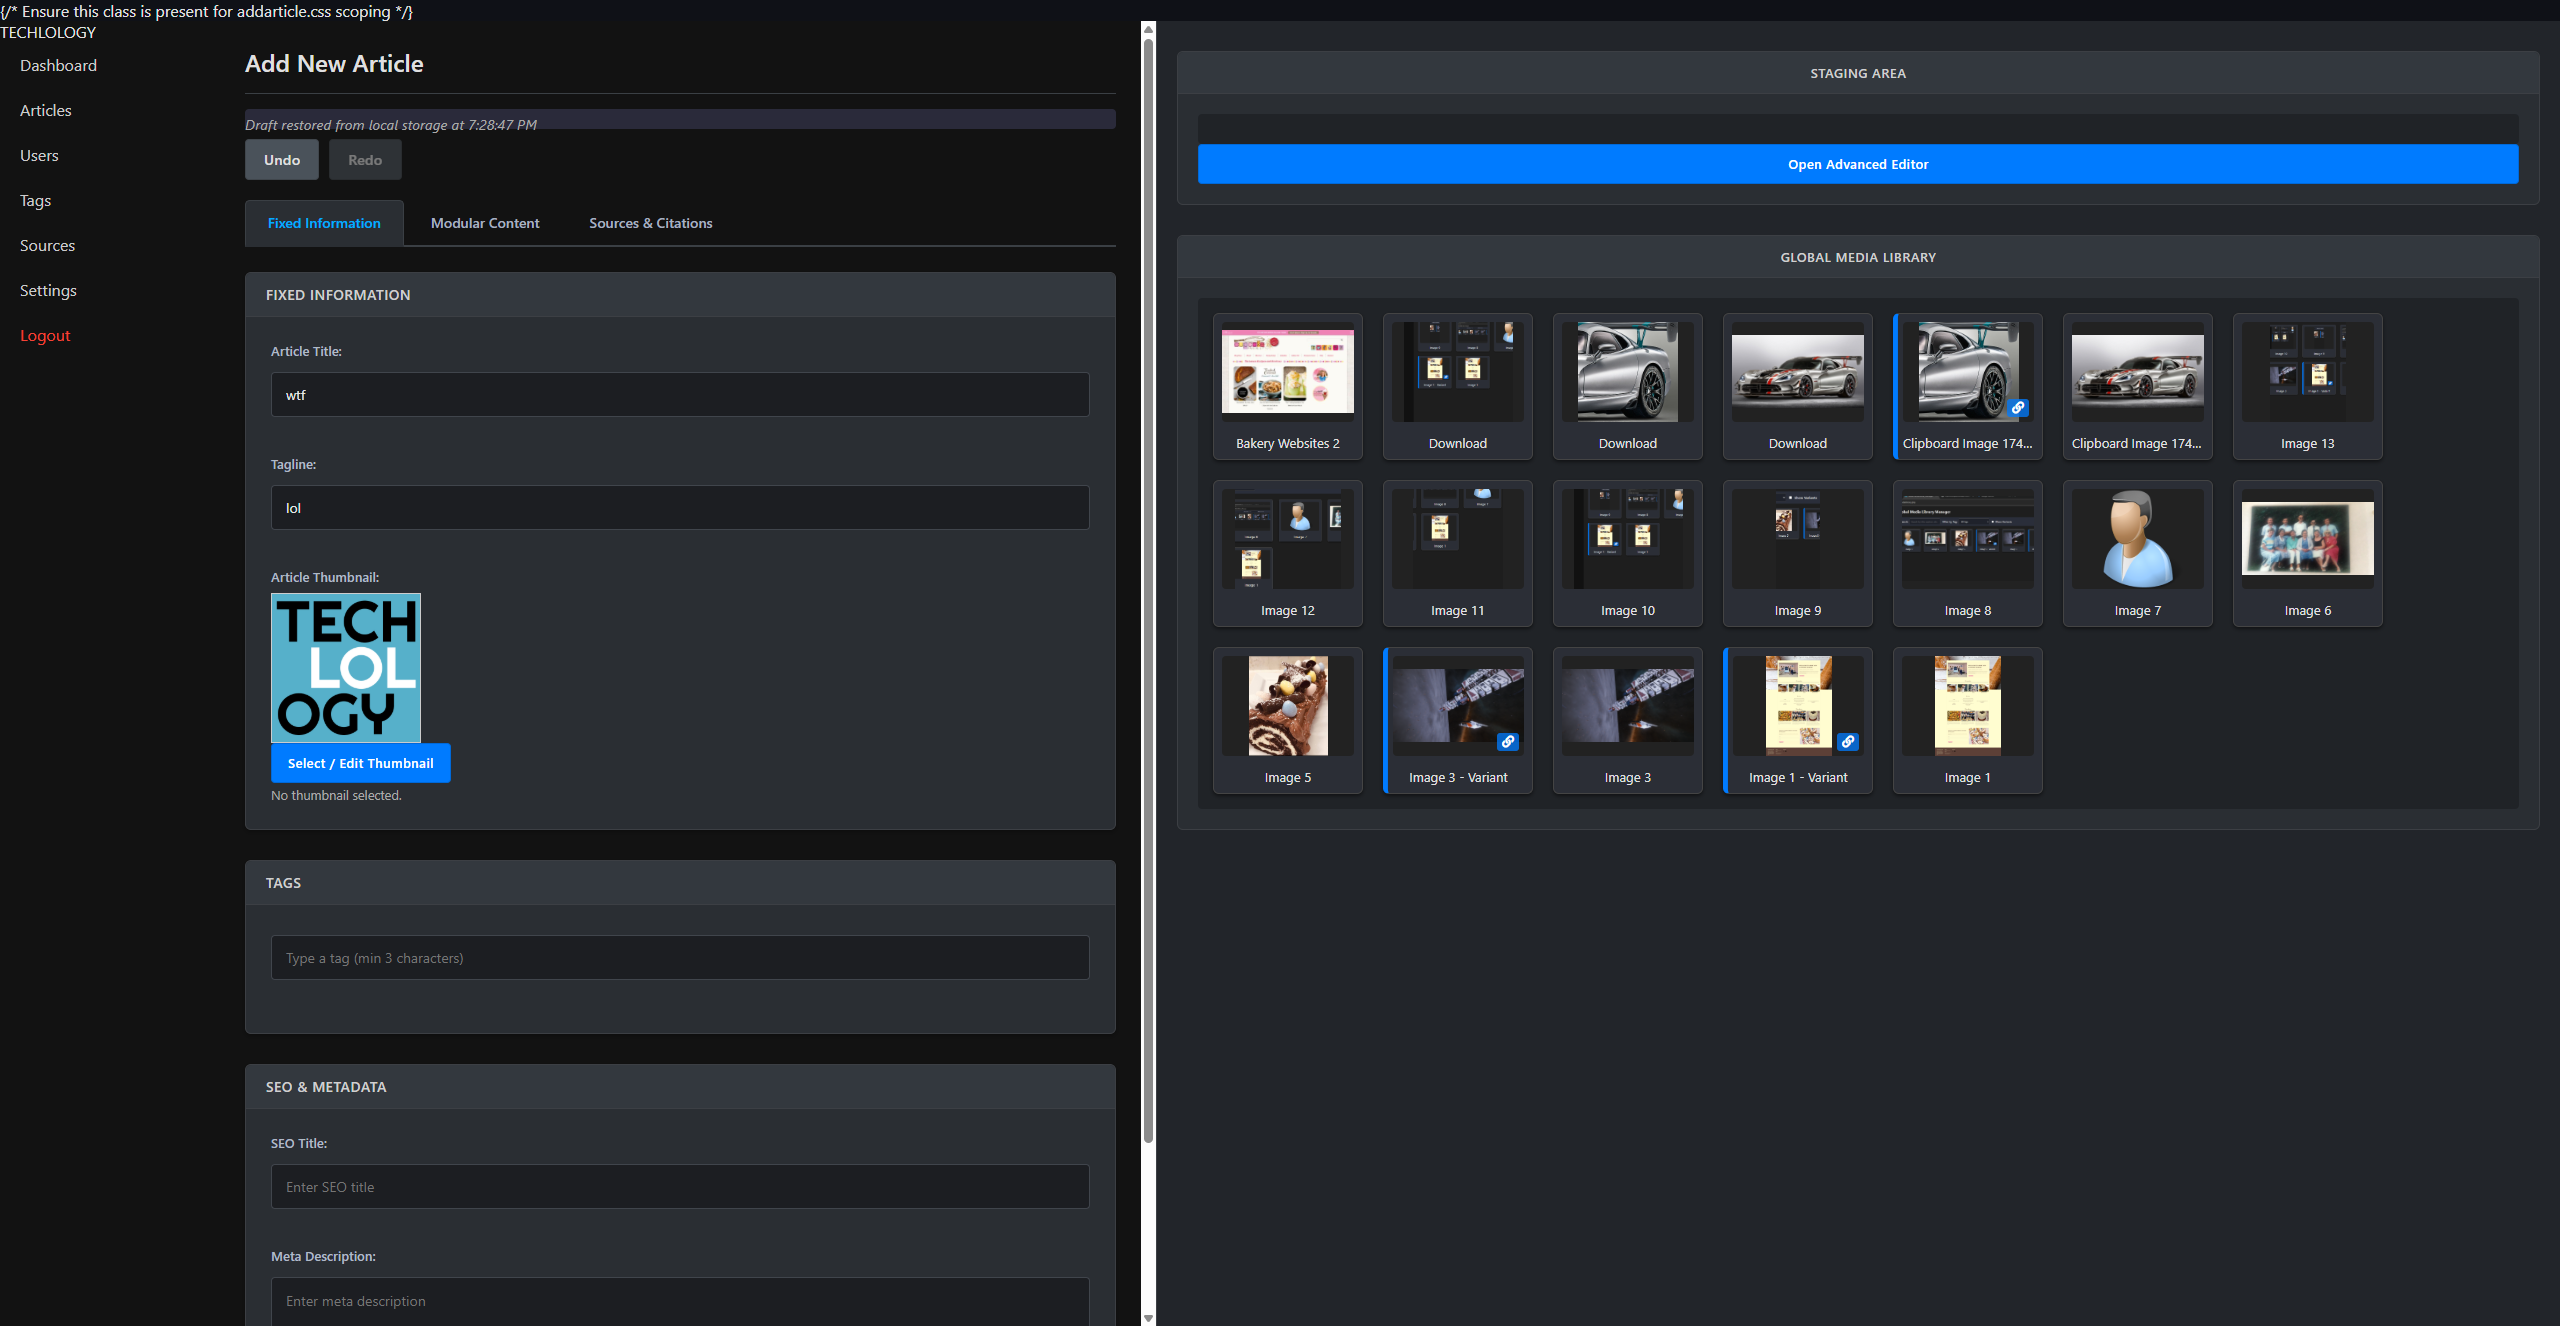 {/* Ensure this class is present for addarticle.css scoping */}
TECHLOLOGY
Dashboard
Articles
Users
Tags
Sources
Settings
Logout
Add New Article
Draft restored from local storage at 7:28:47 PM
Undo
Redo
Fixed Information
Modular Content
Sources & Citations
FIXED INFORMATION
Article Title:
wtf
Tagline:
lol
Article Thumbnail:
TECH
LOL
OGY
Select / Edit Thumbnail
No thumbnail selected.
TAGS
Type a tag (min 3 characters)
SEO & METADATA
SEO Title:
Enter SEO title
Meta Description:
Enter meta description
STAGING AREA
Open Advanced Editor
GLOBAL MEDIA LIBRARY
Bakery Websites 2
Download
Download
Download
Clipboard Image 174...
Clipboard Image 174...
Image 13
Image 12
Image 11
Image 10
Image 9
Image 8
Image 7
Image 6
Image 5
Image 3 - Variant
Image 3
Image 1 - Variant
Image 1